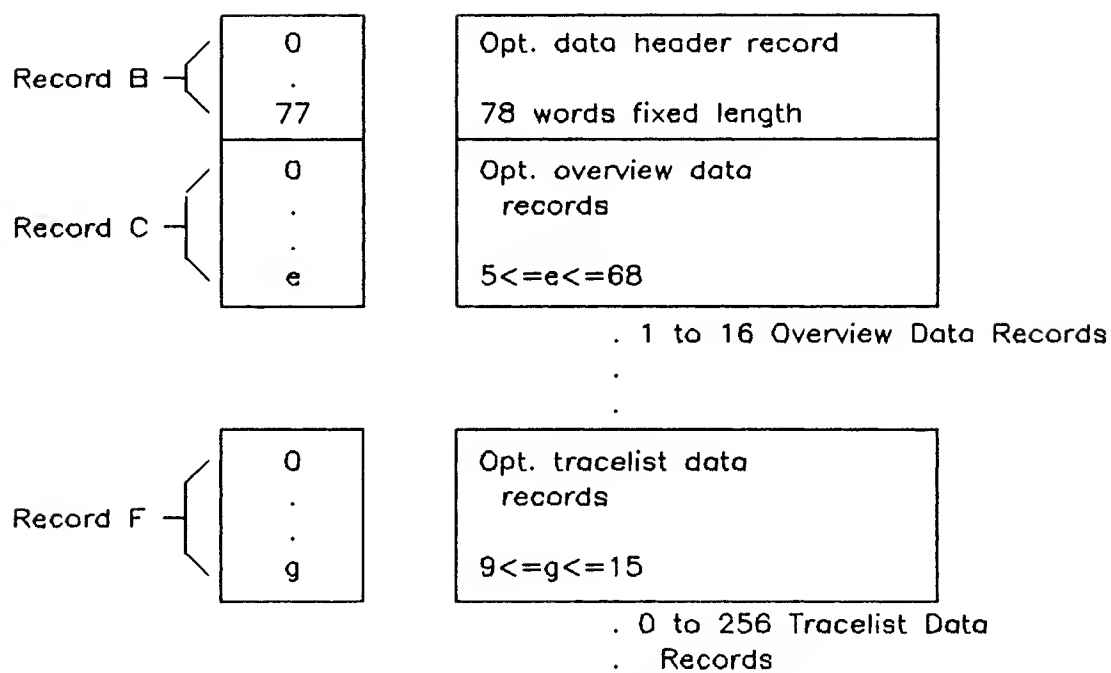 0 Opt. data header record
Record B .
77 78 words fixed length
0 Opt. overview data
. records
Record C
.
e 5<=e<=68
. 1 to 16 Overview Data Records
.
.
0 Opt. tracelist data
. records
Record F
.
g 9<=g<=15
. 0 to 256 Tracelist Data
. Records